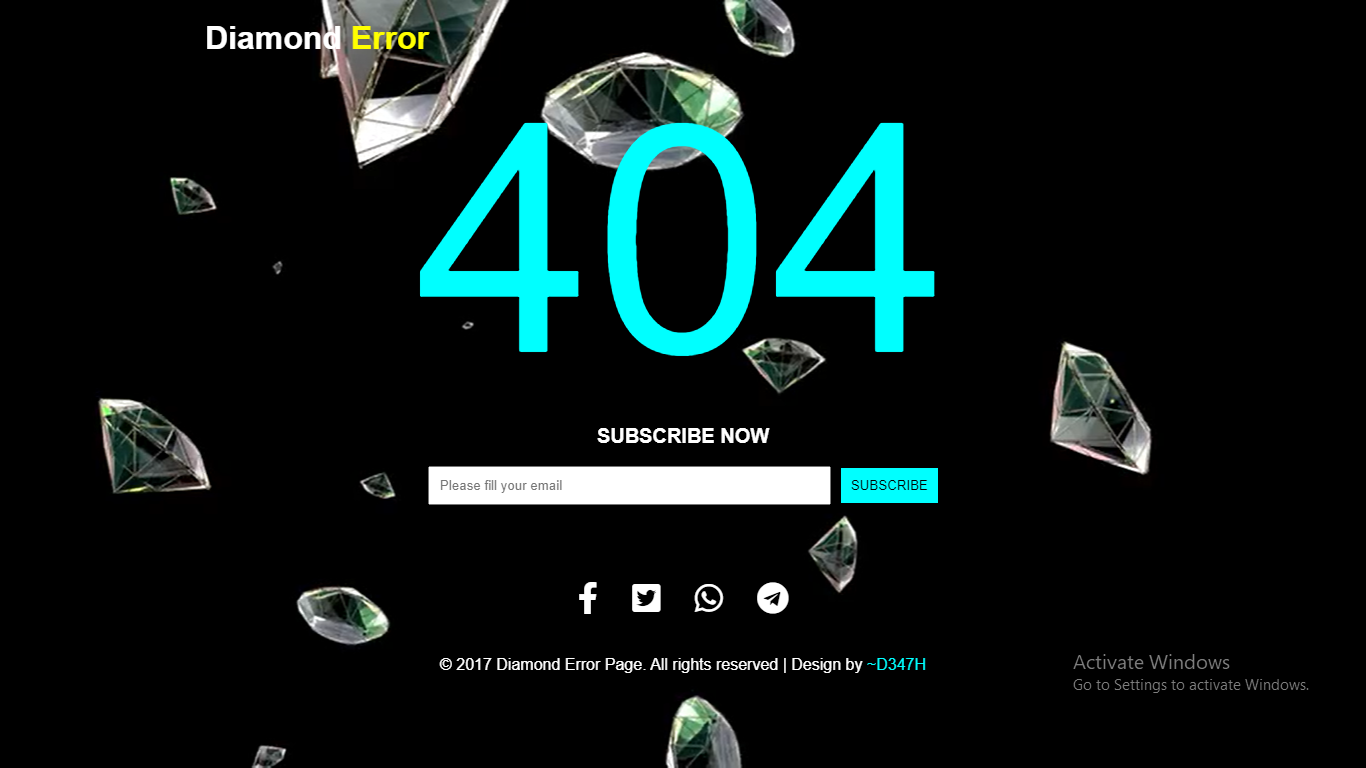 Diamond Error
404
SUBSCRIBE NOW
Please fill your email
SUBSCRIBE
© 2017 Diamond Error Page. All rights reserved | Design by ~D347H
Activate Windows
Go to Settings to activate Windows.